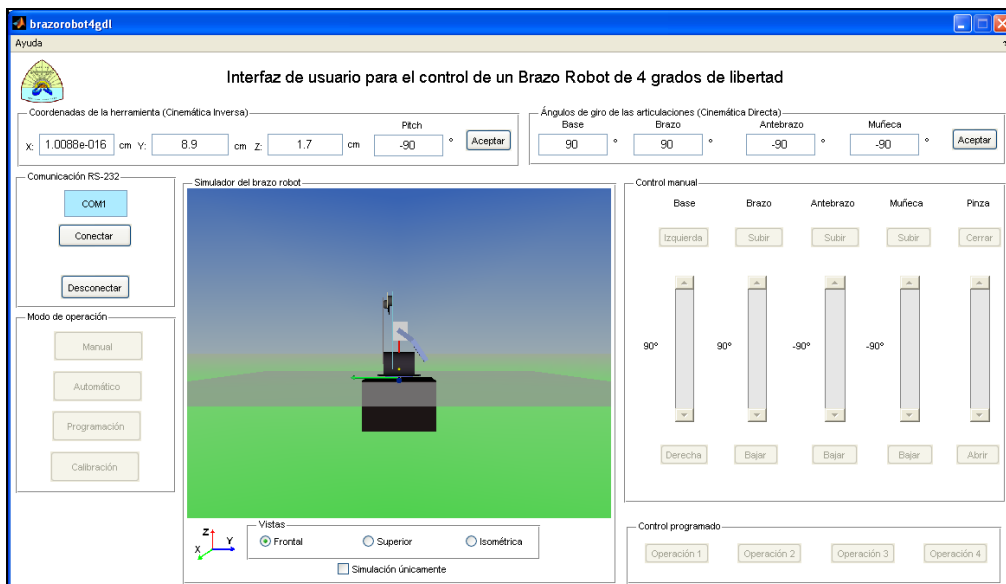 brazorobot4gdl
Ayuda
Interfaz de usuario para el control de un Brazo Robot de 4 grados de libertad
Coordenadas de la herramienta (Cinemática Inversa)
Pitch
X: 1.0088e-016 cm Y: 8.9 cm Z: 1.7 cm -90 º Aceptar
Ángulos de giro de las articulaciones (Cinemática Directa)
Base Brazo Antebrazo Muñeca
90 º 90 º -90 º -90 º Aceptar
Comunicación RS-232
COM1
Conectar
Desconectar
Modo de operación
Manual
Automático
Programación
Calibración
Simulador del brazo robot
Z
Y
X
Vistas
Frontal Superior Isométrica
Simulación únicamente
Control manual
Base Brazo Antebrazo Muñeca Pinza
Izquierda Subir Subir Subir Cerrar
90º 90º -90º -90º
Derecha Bajar Bajar Bajar Abrir
Control programado
Operación 1 Operación 2 Operación 3 Operación 4